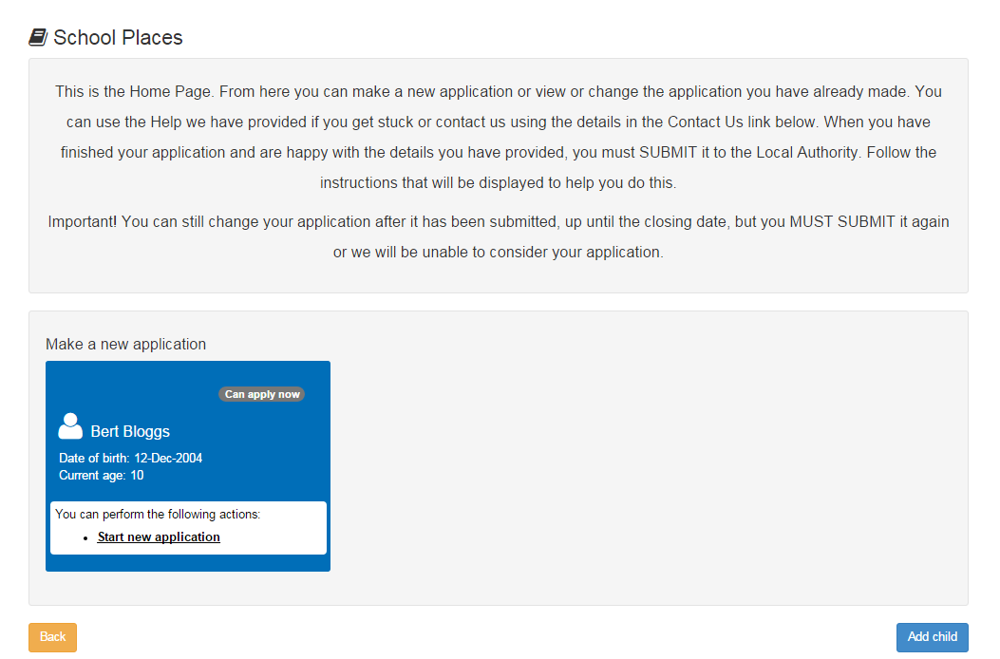 School Places
This is the Home Page. From here you can make a new application or view or change the application you have already made. You
can use the Help we have provided if you get stuck or contact us using the details in the Contact Us link below. When you have
finished your application and are happy with the details you have provided, you must SUBMIT it to the Local Authority. Follow the
instructions that will be displayed to help you do this.
Important! You can still change your application after it has been submitted, up until the closing date, but you MUST SUBMIT it again
or we will be unable to consider your application.
Make a new application
Can apply now
Bert Bloggs
Date of birth: 12-Dec-2004
Current age: 10
You can perform the following actions:
• Start new application
Back
Add child